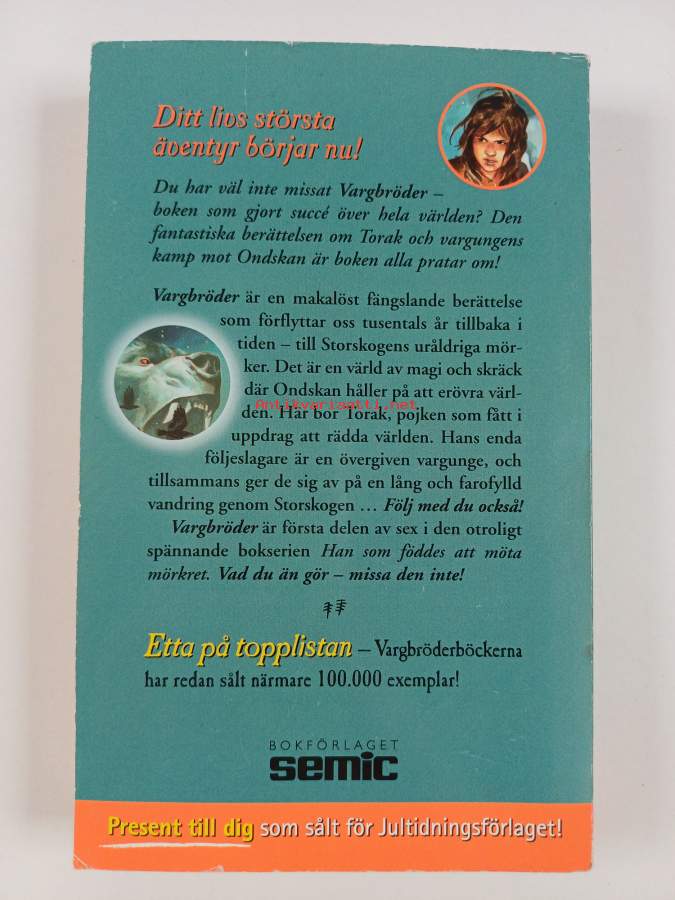 Ditt livs största
äventyr börjar nu!
Du har väl inte missat Vargbröder –
boken som gjort succé över hela världen? Den
fantastiska berättelsen om Torak och vargungens
kamp mot Ondskan är boken alla pratar om!
Vargbröder är en makalöst fängslande berättelse
som förflyttar oss tusentals år tillbaka i
tiden – till Storskogens uråldriga mör-
ker. Det är en värld av magi och skräck
där Ondskan håller på att erövra värl-
Antikvariaatti.net
den. Här bor Torak, pojken som fått i
uppdrag att rädda världen. Hans enda
följeslagare är en övergiven vargunge, och
tillsammans ger de sig av på en lång och farofylld
vandring genom Storskogen … Följ med du också!
Vargbröder är första delen av sex i den otroligt
spännande bokserien Han som föddes att möta
mörkret. Vad du än gör – missa den inte!
Etta på topplistan – Vargbröderböckerna
har redan sålt närmare 100.000 exemplar!
BOKFÖRLAGET
semic
Present till dig som sålt för Jultidningsförlaget!